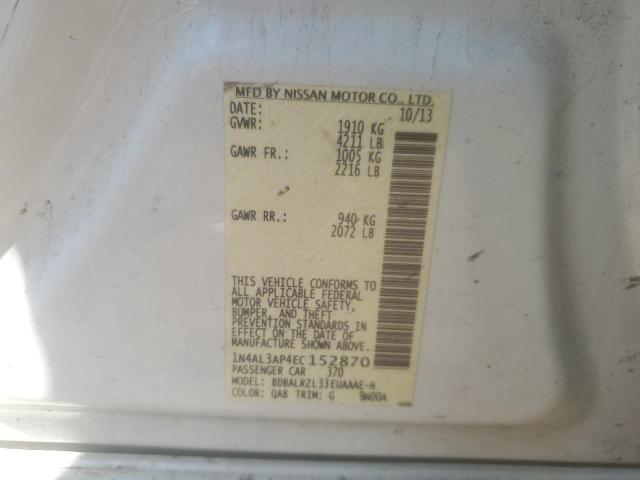 MFD BY NISSAN MOTOR CO., LTD.
DATE: 10/13
GVWR: 1910 KG
4211 LB
GAWR FR.: 1005 KG
2216 LB
GAWR RR.: 940 KG
2072 LB
THIS VEHICLE CONFORMS TO
ALL APPLICABLE FEDERAL
MOTOR VEHICLE SAFETY,
BUMPER, AND THEFT
PREVENTION STANDARDS IN
EFFECT ON THE DATE OF
MANUFACTURE SHOWN ABOVE.
1N4AL3AP4EC152870
PASSENGER CAR 370
MODEL: BDBALRZL33EUAAAE-H
COLOR: QAB TRIM: G 9N00A